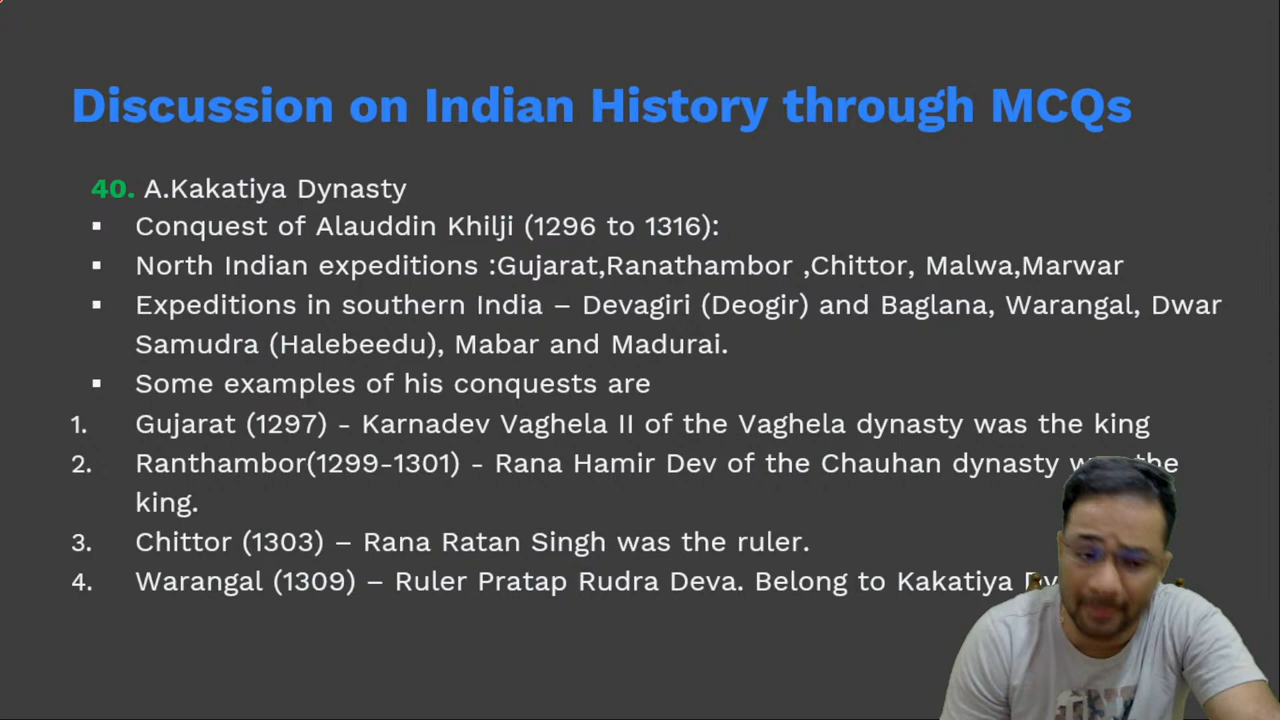 Discussion on Indian History through MCQs
40. A.Kakatiya Dynasty
▪ Conquest of Alauddin Khilji (1296 to 1316):
▪ North Indian expeditions :Gujarat,Ranathambor ,Chittor, Malwa,Marwar
▪ Expeditions in southern India – Devagiri (Deogir) and Baglana, Warangal, Dwar
Samudra (Halebeedu), Mabar and Madurai.
▪ Some examples of his conquests are
1. Gujarat (1297) - Karnadev Vaghela II of the Vaghela dynasty was the king
2. Ranthambor(1299-1301) - Rana Hamir Dev of the Chauhan dynasty the
king.
3. Chittor (1303) – Rana Ratan Singh was the ruler.
4. Warangal (1309) – Ruler Pratap Rudra Deva. Belong to Kakatiya